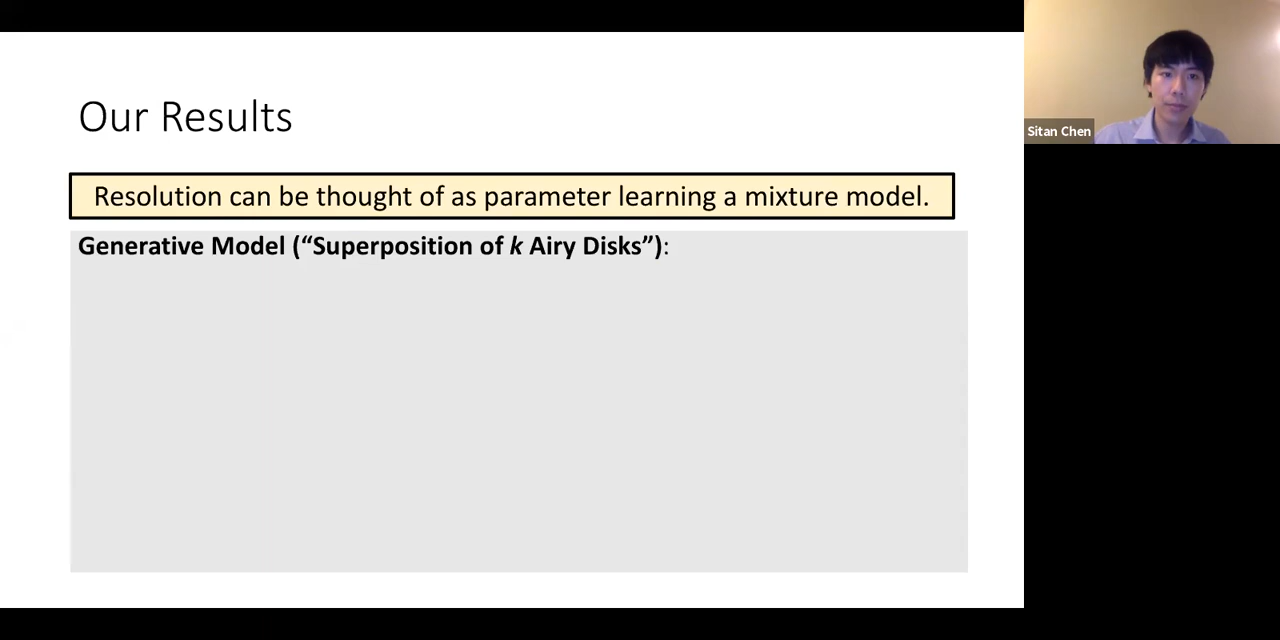 Our Results
Resolution can be thought of as parameter learning a mixture model.
Generative Model (“Superposition of k Airy Disks”):
Sitan Chen